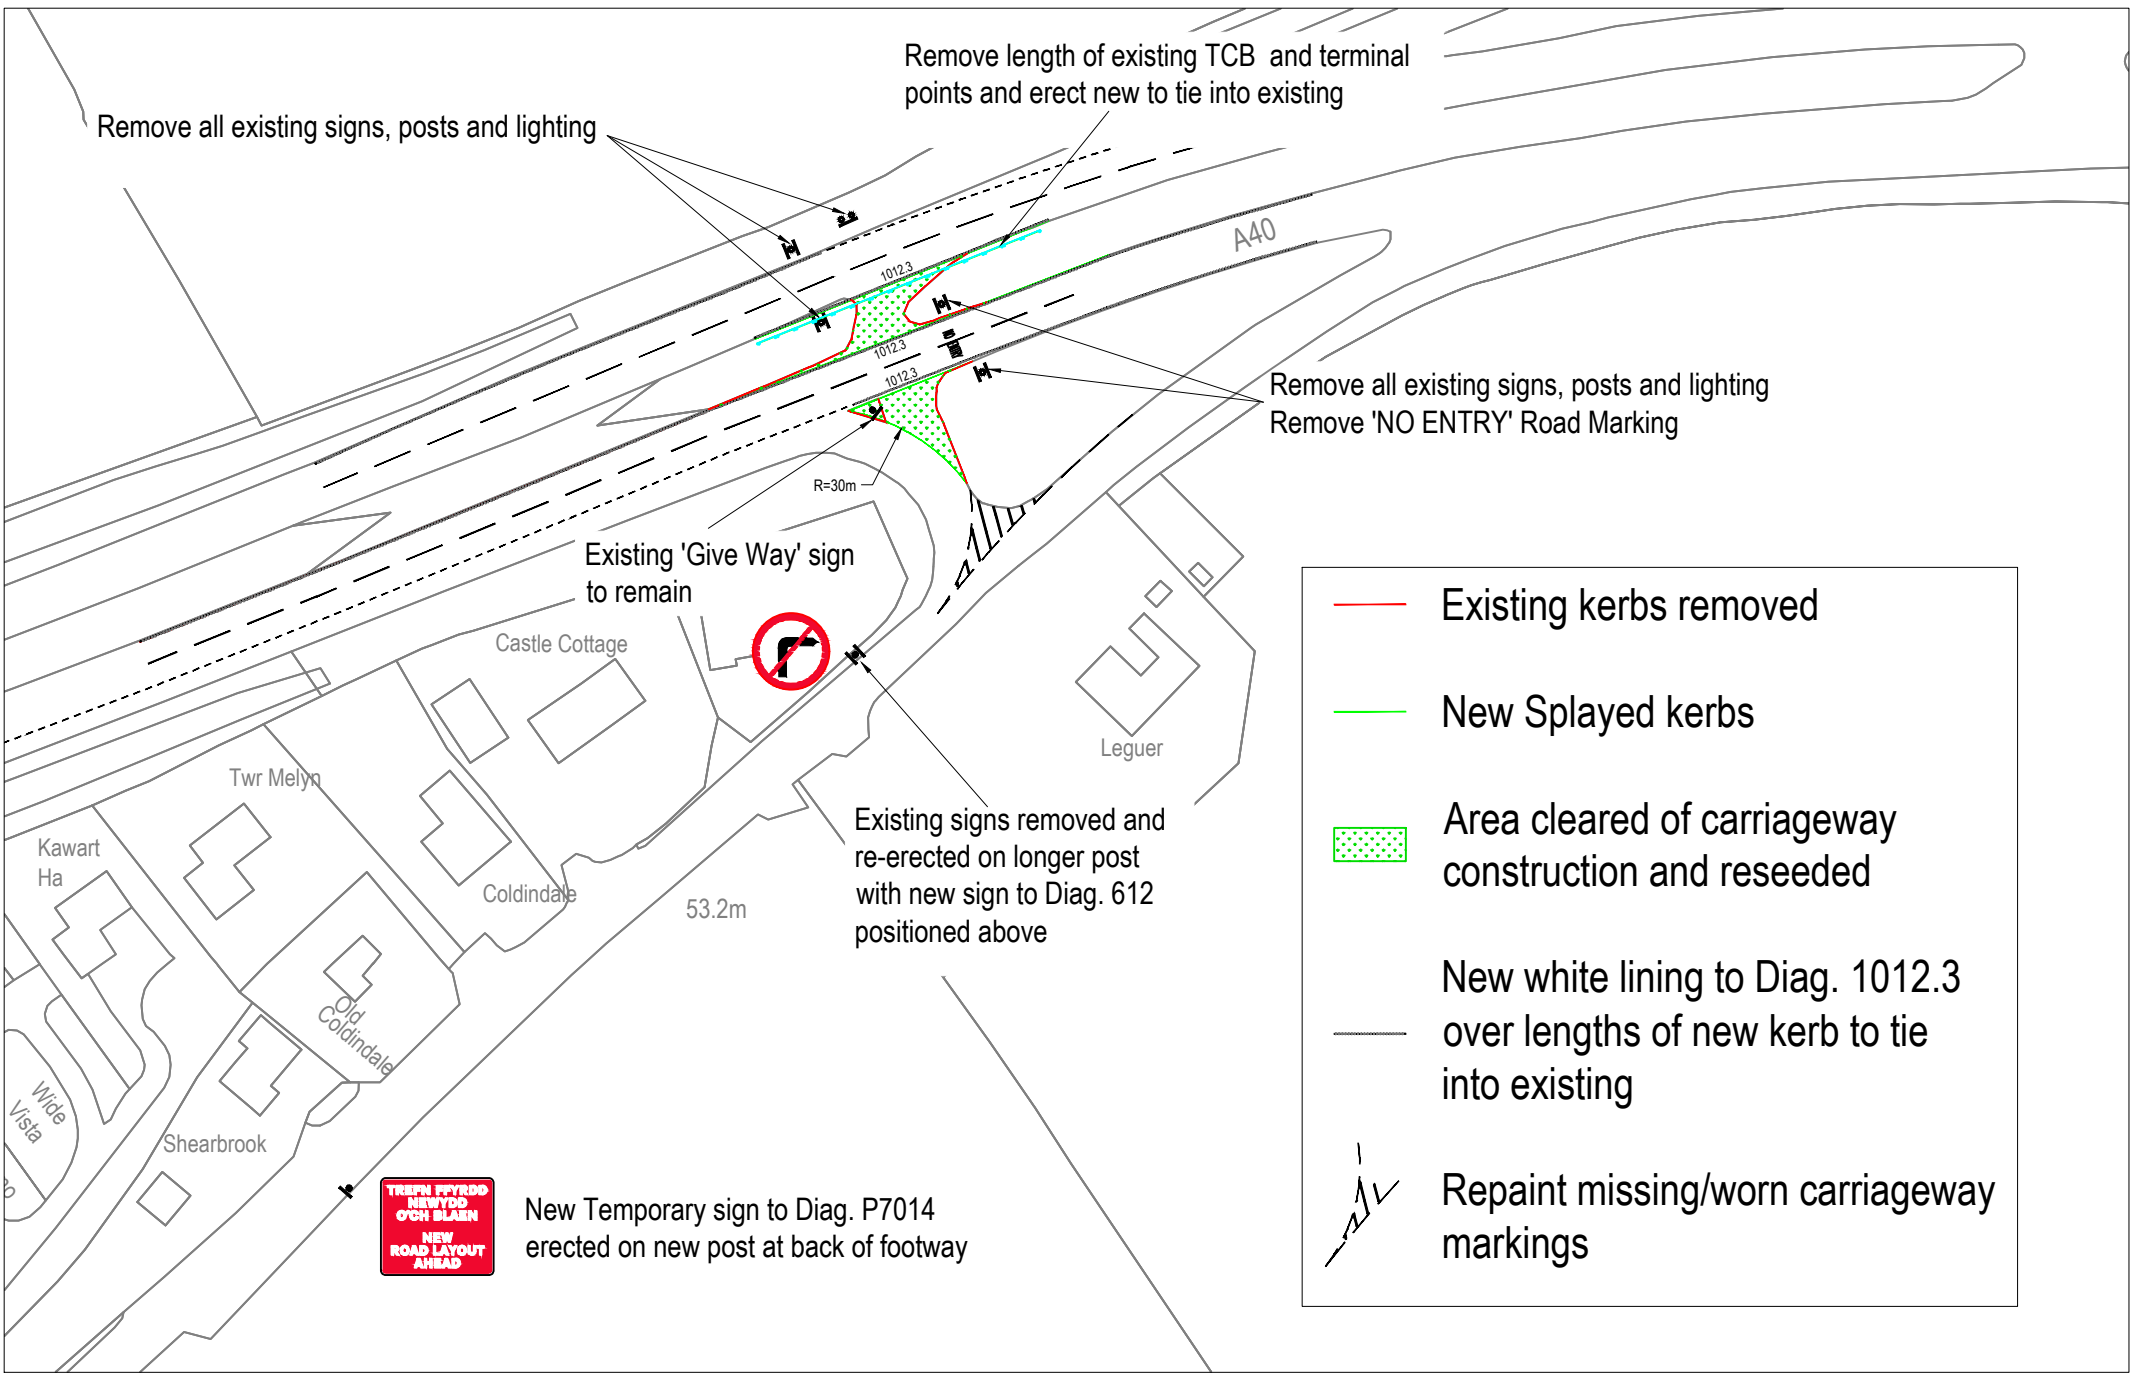 Remove length of existing TCB and terminal
points and erect new to tie into existing
Remove all existing signs, posts and lighting
A40
1012.3
1012.3
1012.3
NO ENTRY
Remove all existing signs, posts and lighting
Remove 'NO ENTRY' Road Marking
R=30m
Existing 'Give Way' sign
to remain
Castle Cottage
Leguer
Twr Melyn
Kawart
Ha
Coldindale
53.2m
Existing signs removed and
re-erected on longer post
with new sign to Diag. 612
positioned above
Old
Coldindale
Wide
Vista
Shearbrook
TREFN FFYRDD
NEWYDD
O'CH BLAEN
NEW
ROAD LAYOUT
AHEAD
New Temporary sign to Diag. P7014
erected on new post at back of footway
Existing kerbs removed
New Splayed kerbs
Area cleared of carriageway
construction and reseeded
New white lining to Diag. 1012.3
over lengths of new kerb to tie
into existing
Repaint missing/worn carriageway
markings